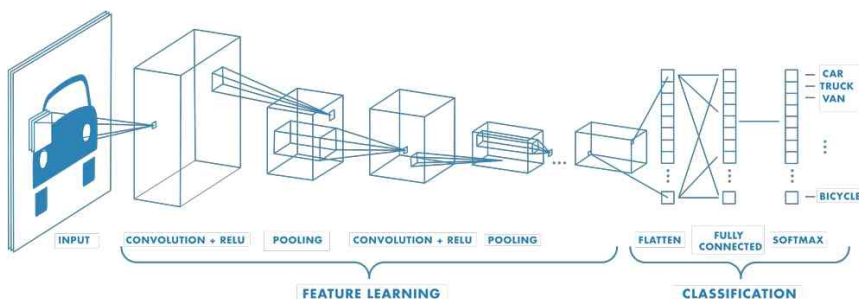 CAR
TRUCK
VAN
BICYCLE
INPUT
CONVOLUTION + RELU
POOLING
CONVOLUTION + RELU
POOLING
FLATTEN
FULLY
CONNECTED
SOFTMAX
FEATURE LEARNING
CLASSIFICATION